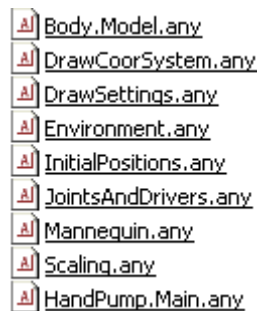 Body.Model.any
DrawCoorSystem.any
DrawSettings.any
Environment.any
InitialPositions.any
JointsAndDrivers.any
Mannequin.any
Scaling.any
HandPump.Main.any